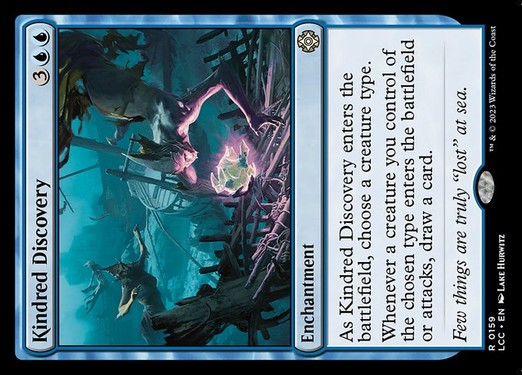 Kindred Discovery
3
Enchantment
As Kindred Discovery enters the
battlefield, choose a creature type.
Whenever a creature you control of
the chosen type enters the battlefield
or attacks, draw a card.
Few things are truly “lost” at sea.
R 0159
LCC • EN LAKE HURWITZ
™ & © 2023 Wizards of the Coast